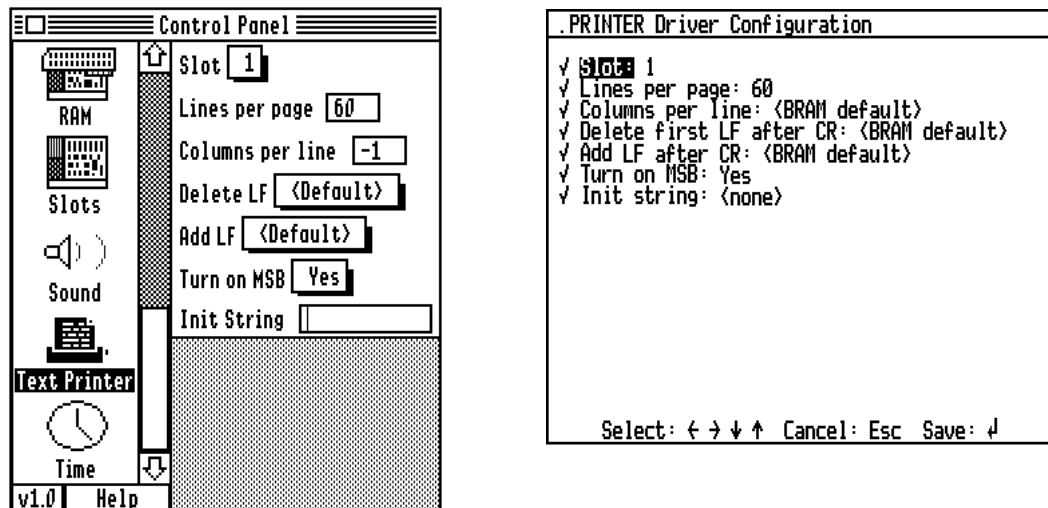 Control Panel
RAM
Slots
Sound
Text Printer
Time
v1.0 Help
Slot 1
Lines per page 60
Columns per line -1
Delete LF <Default>
Add LF <Default>
Turn on MSB Yes
Init String
.PRINTER Driver Configuration
√ Slot: 1
√ Lines per page: 60
√ Columns per line: <BRAM default>
√ Delete first LF after CR: <BRAM default>
√ Add LF after CR: <BRAM default>
√ Turn on MSB: Yes
√ Init string: <none>
Select: ← → ↓ ↑ Cancel: Esc Save: ↲